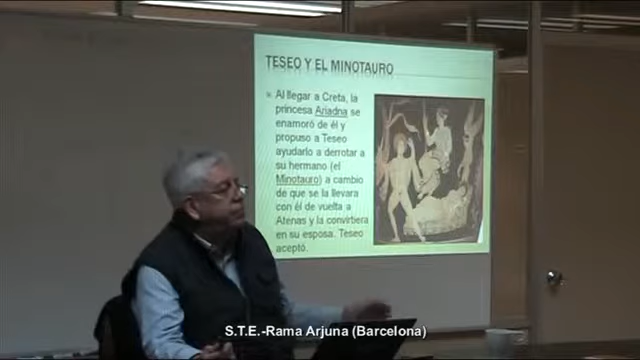 TESEO Y EL MINOTAURO
Al llegar a Creta, la
princesa Ariadna se
enamoró de él y
propuso a Teseo
ayudarlo a derrotar a
su hermano (el
Minotauro) a cambio
de que se la llevara
con él de vuelta a
Atenas y la convirtiera
en su esposa. Teseo
aceptó.
S.T.E.-Rama Arjuna (Barcelona)